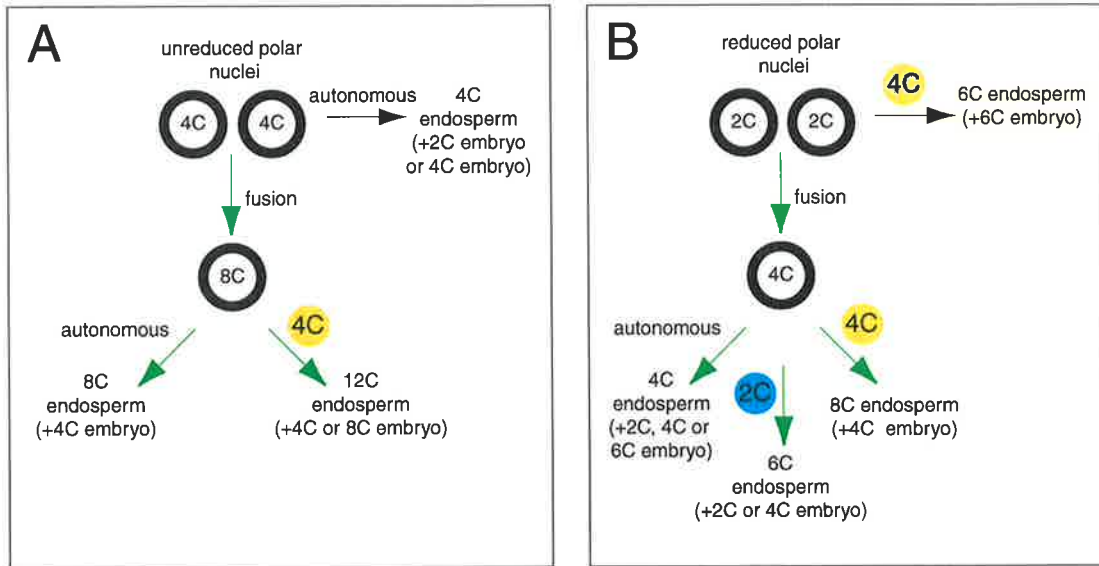 A
unreduced polar
nuclei
4C
4C
autonomous
4C
endosperm
(+2C embryo
or 4C embryo)
fusion
8C
autonomous
4C
8C
endosperm
(+4C embryo)
12C
endosperm
(+4C or 8C embryo)
B
reduced polar
nuclei
2C
2C
4C
6C endosperm
(+6C embryo)
fusion
4C
autonomous
4C
2C
4C
endosperm
(+2C, 4C or
6C embryo)
8C endosperm
(+4C embryo)
6C
endosperm
(+2C or 4C embryo)